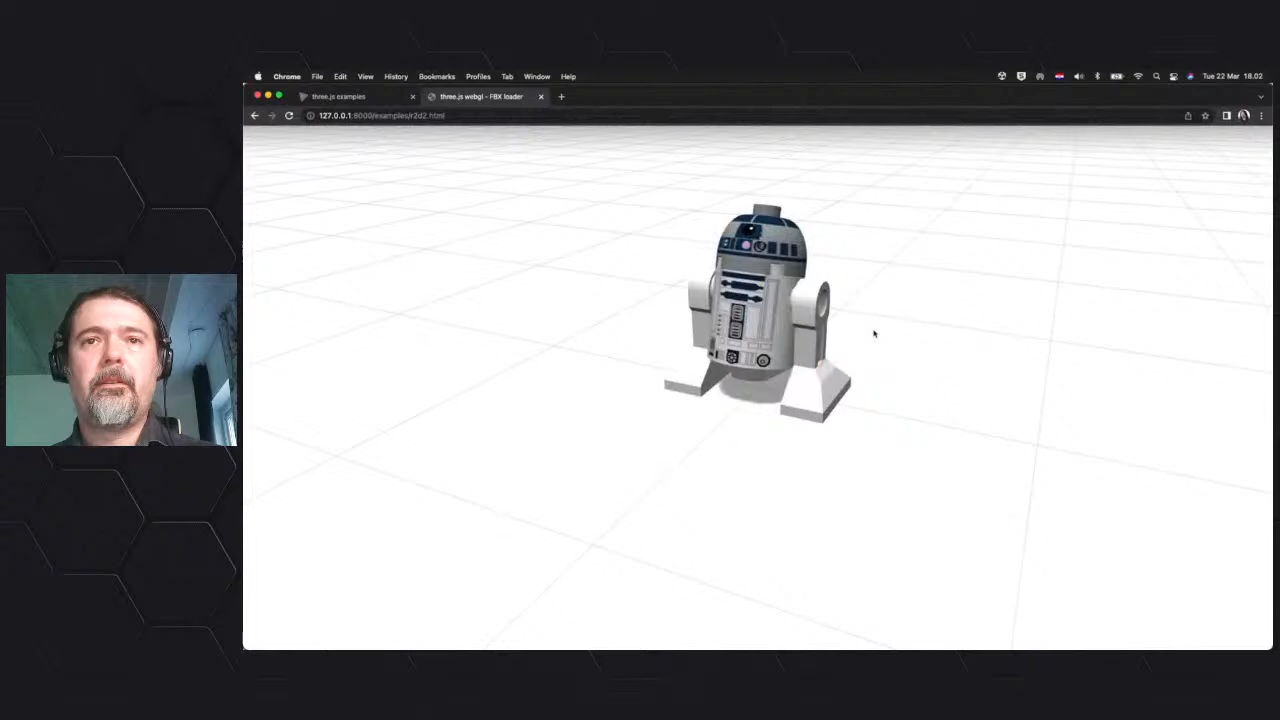 Chrome File Edit View History Bookmarks Profiles Tab Window Help Tue 22 Mar 18.02
three.js examples three.js webgl - FBX loader
127.0.0.1:8000/examples/r2d2.html